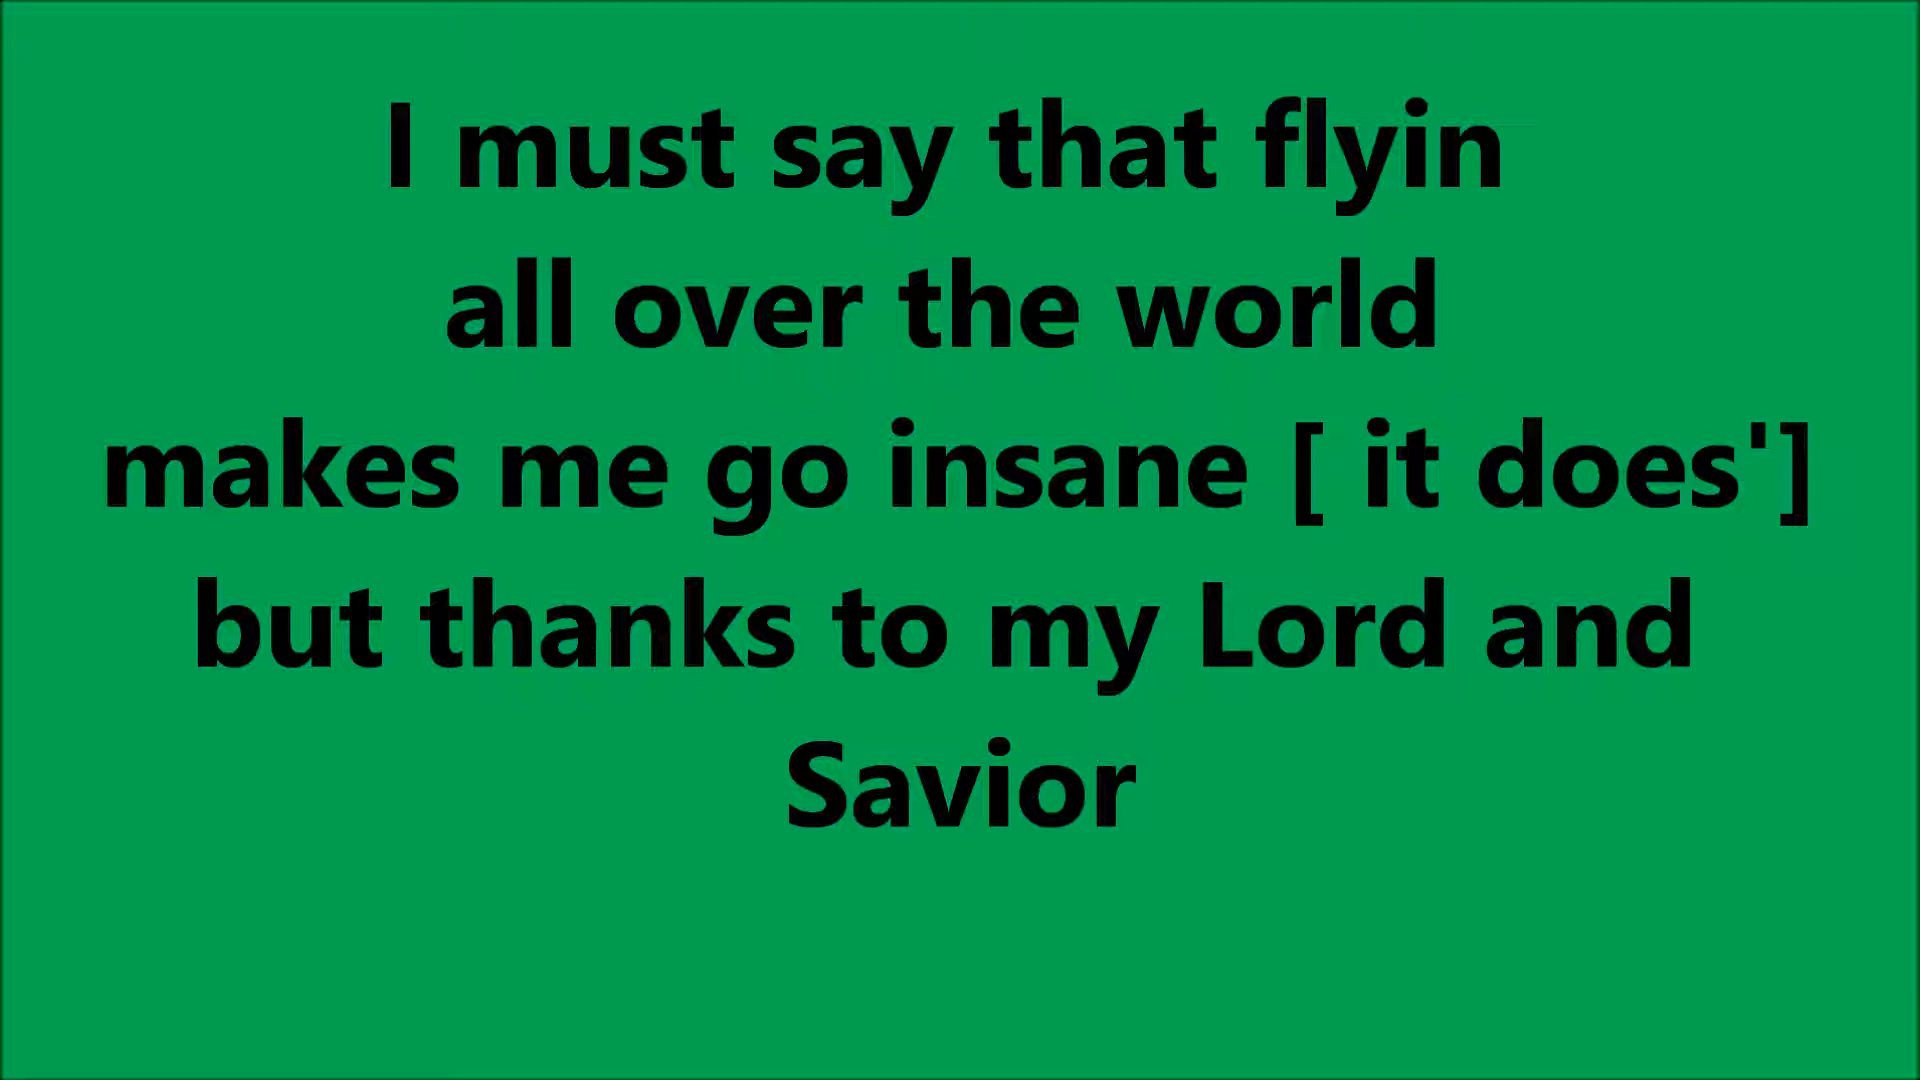 I must say that flyin
all over the world
makes me go insane [ it does']
but thanks to my Lord and
Savior